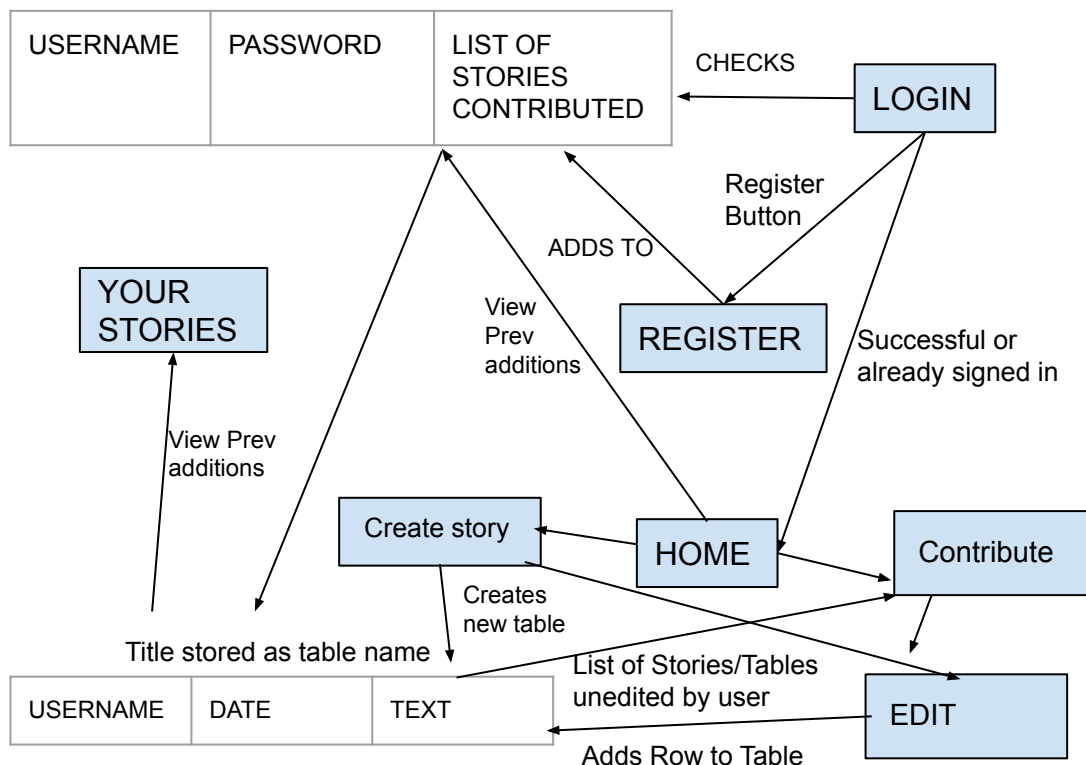 USERNAME
PASSWORD
LIST OF
STORIES
CONTRIBUTED
CHECKS
LOGIN
Register
Button
ADDS TO
YOUR
STORIES
View
Prev
additions
REGISTER
Successful or
already signed in
View Prev
additions
Create story
HOME
Contribute
Creates
new table
Title stored as table name
List of Stories/Tables
unedited by user
USERNAME
DATE
TEXT
EDIT
Adds Row to Table